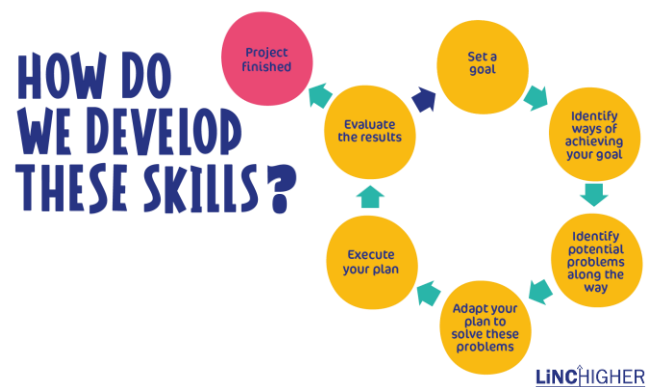 HOW DO
WE DEVELOP
THESE SKILLS?
Project
finished
Set a
goal
Identify
ways of
achieving
your goal
Identify
potential
problems
along the
way
Adapt your
plan to
solve these
problems
Execute
your plan
Evaluate
the results
LiNCHIGHER